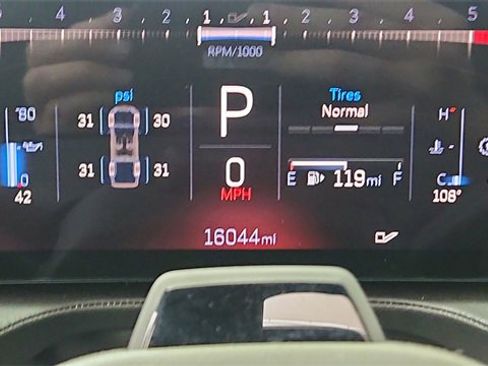 4 3 2 1 1 2 3 4 5
RPM/1000
psi
31 30
31 31
80
0
42
P
0
MPH
Tires
Normal
E 119mi F
H
C
108°
16044mi